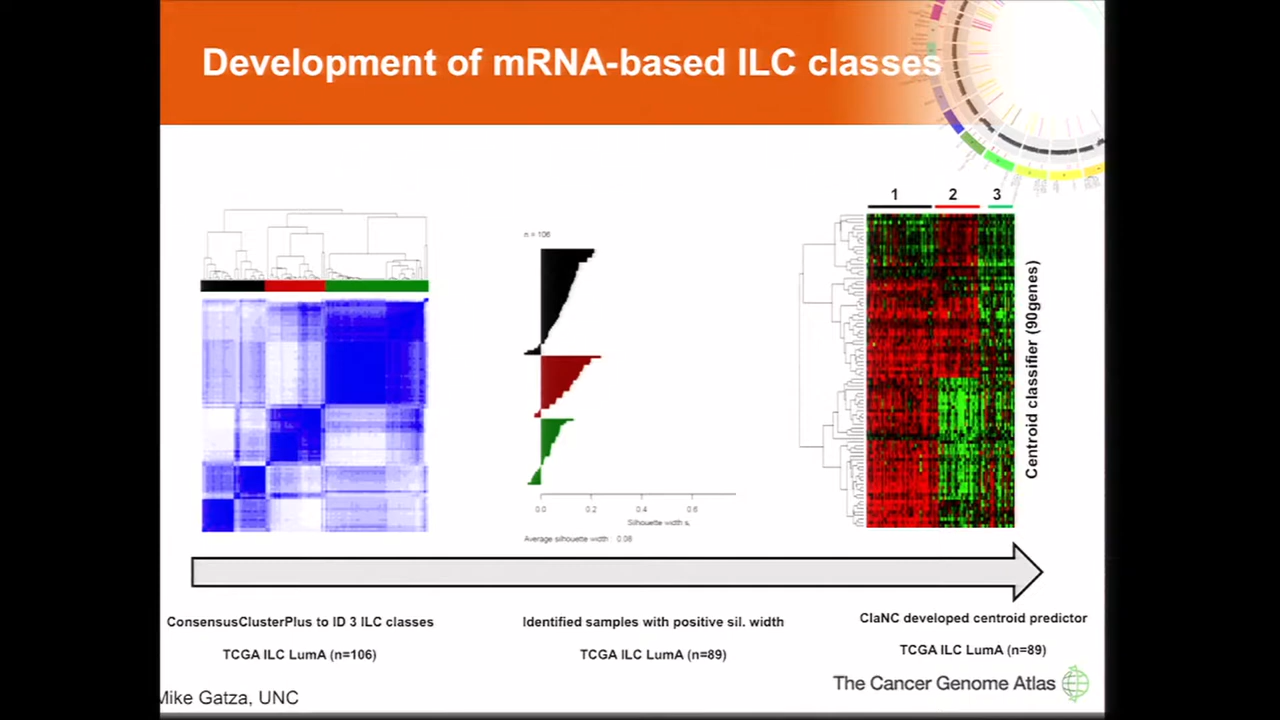 Development of mRNA-based ILC classes
1 2 3
n = 106
Centroid classifier (90genes)
0.0 0.2 0.4 0.6
Silhouette width s
Average silhouette width : 0.08
ConsensusClusterPlus to ID 3 ILC classes
TCGA ILC LumA (n=106)
Identified samples with positive sil. width
TCGA ILC LumA (n=89)
ClaNC developed centroid predictor
TCGA ILC LumA (n=89)
The Cancer Genome Atlas
Mike Gatza, UNC